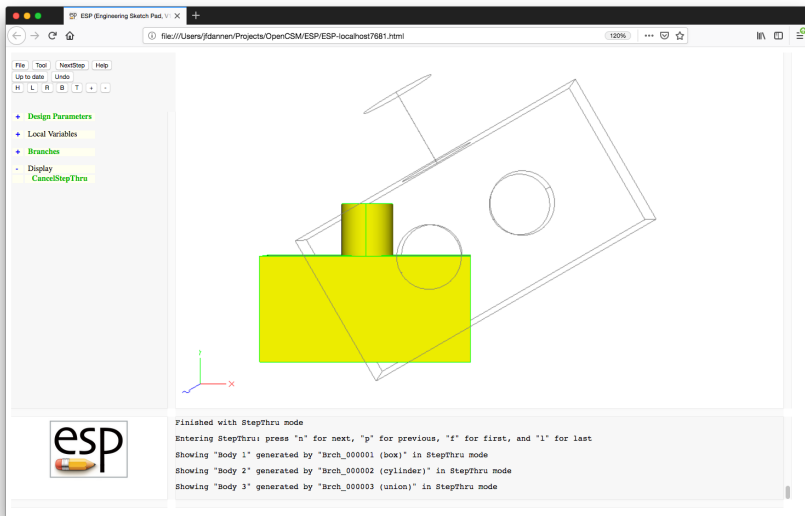 ESP (Engineering Sketch Pad, V1
file:///Users/jfdannen/Projects/OpenCSM/ESP/ESP-localhost7681.html
120%
File Tool NextStep Help
Up to date Undo
H L R B T + -
+ Design Parameters
+ Local Variables
+ Branches
- Display
CancelStepThru
X
esp
Finished with StepThru mode
Entering StepThru: press "n" for next, "p" for previous, "f" for first, and "l" for last
Showing "Body 1" generated by "Brch_000001 (box)" in StepThru mode
Showing "Body 2" generated by "Brch_000002 (cylinder)" in StepThru mode
Showing "Body 3" generated by "Brch_000003 (union)" in StepThru mode